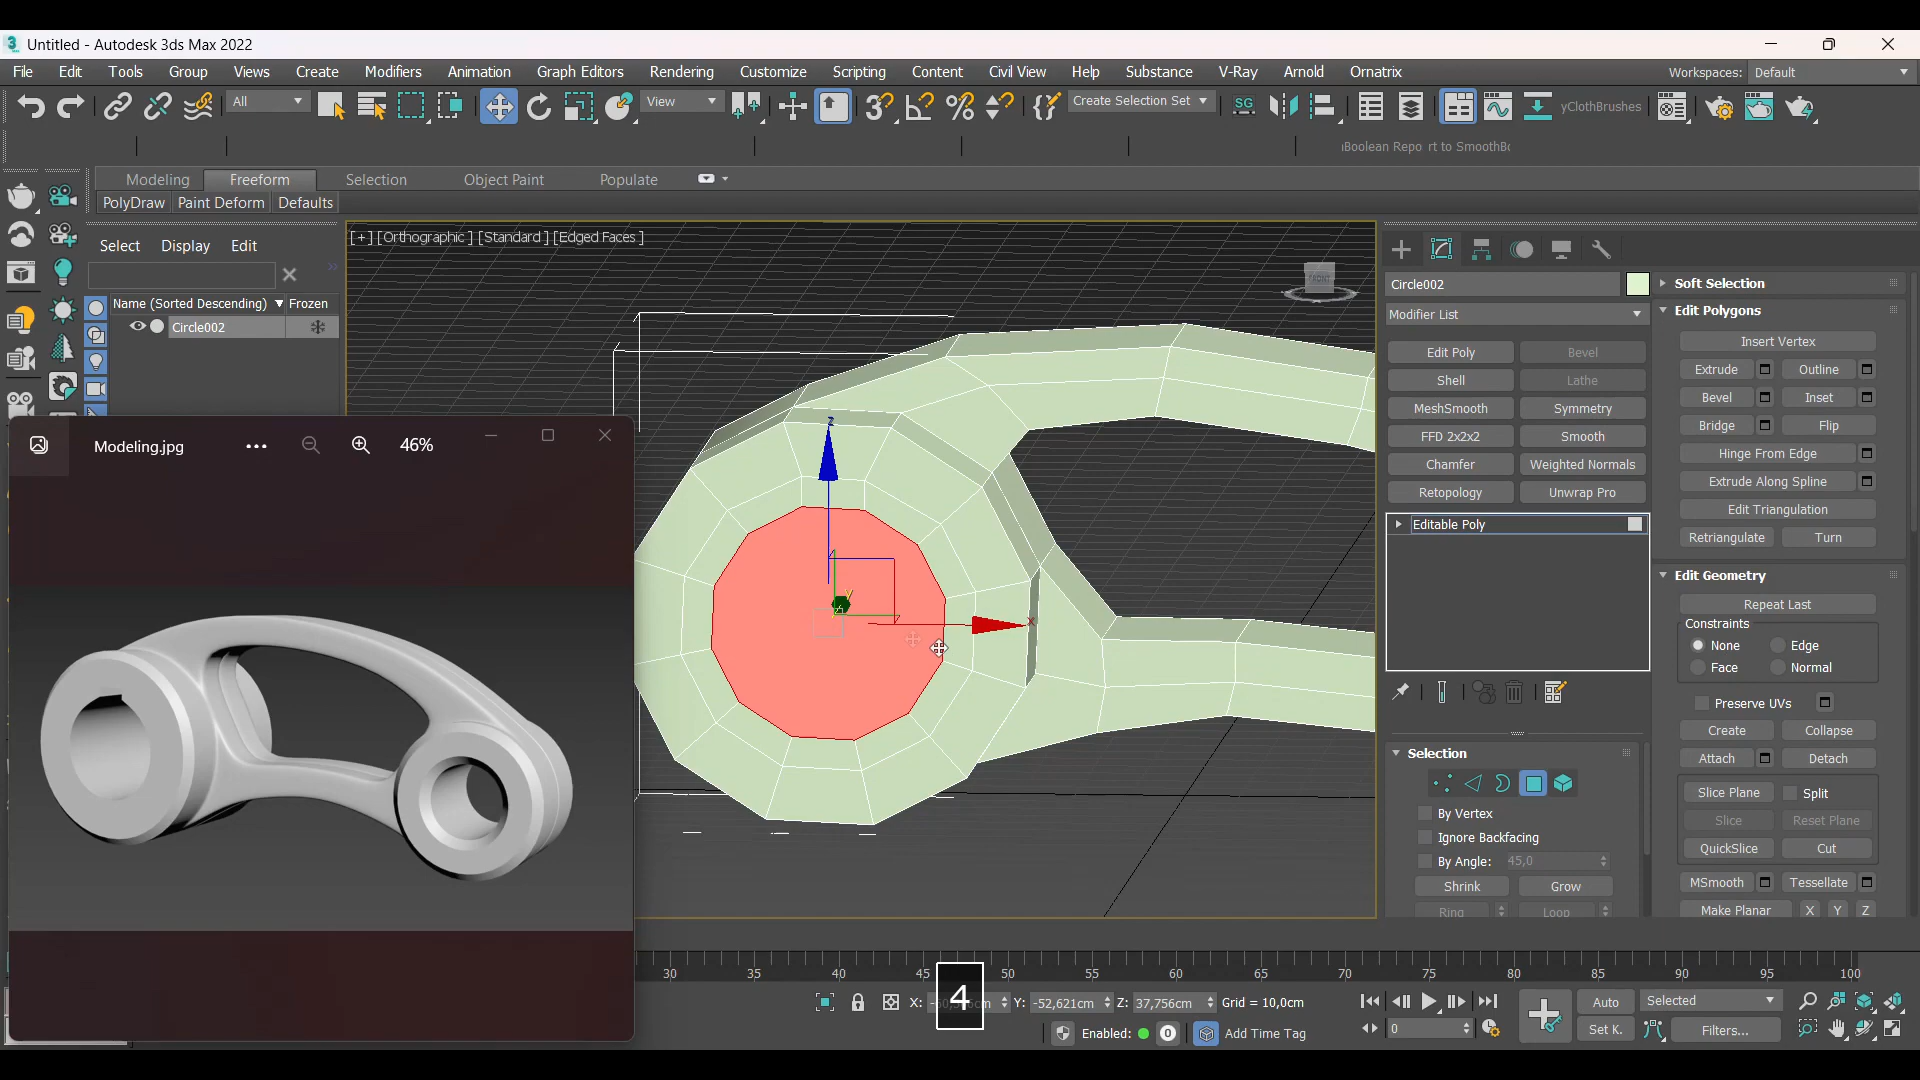 Untitled - Autodesk 3ds Max 2022
File Edit Tools Group Views Create Modifiers Animation Graph Editors Rendering Customize Scripting Content Civil View Help Substance V-Ray Arnold Ornatrix Workspaces: Default
All View Create Selection Set yClothBrushes
Boolean Repo rt to SmoothBo
Modeling Freeform Selection Object Paint Populate
PolyDraw Paint Deform Defaults
Select Display Edit
[+] [Orthographic ] [Standard ] [Edged Faces ]
FRONT
Name (Sorted Descending) Frozen
Circle002
Modeling.jpg
46%
z
y
x
Circle002
Modifier List
Edit Poly Bevel
Shell Lathe
MeshSmooth Symmetry
FFD 2x2x2 Smooth
Chamfer Weighted Normals
Retopology Unwrap Pro
Editable Poly
Selection
By Vertex
Ignore Backfacing
By Angle: 45,0
Shrink Grow
Ring Loop
Soft Selection
Edit Polygons
Insert Vertex
Extrude Outline
Bevel Inset
Bridge Flip
Hinge From Edge
Extrude Along Spline
Edit Triangulation
Retriangulate Turn
Edit Geometry
Repeat Last
Constraints
None Edge
Face Normal
Preserve UVs
Create Collapse
Attach Detach
Slice Plane Split
Slice Reset Plane
QuickSlice Cut
MSmooth Tessellate
Make Planar X Y Z
30 35 40 45 50 55 60 65 70 75 80 85 90 95 100
4
X: Y: -52,621cm Z: 37,756cm Grid = 10,0cm
Enabled: 0 Add Time Tag
0
Auto Selected
Set K. Filters...